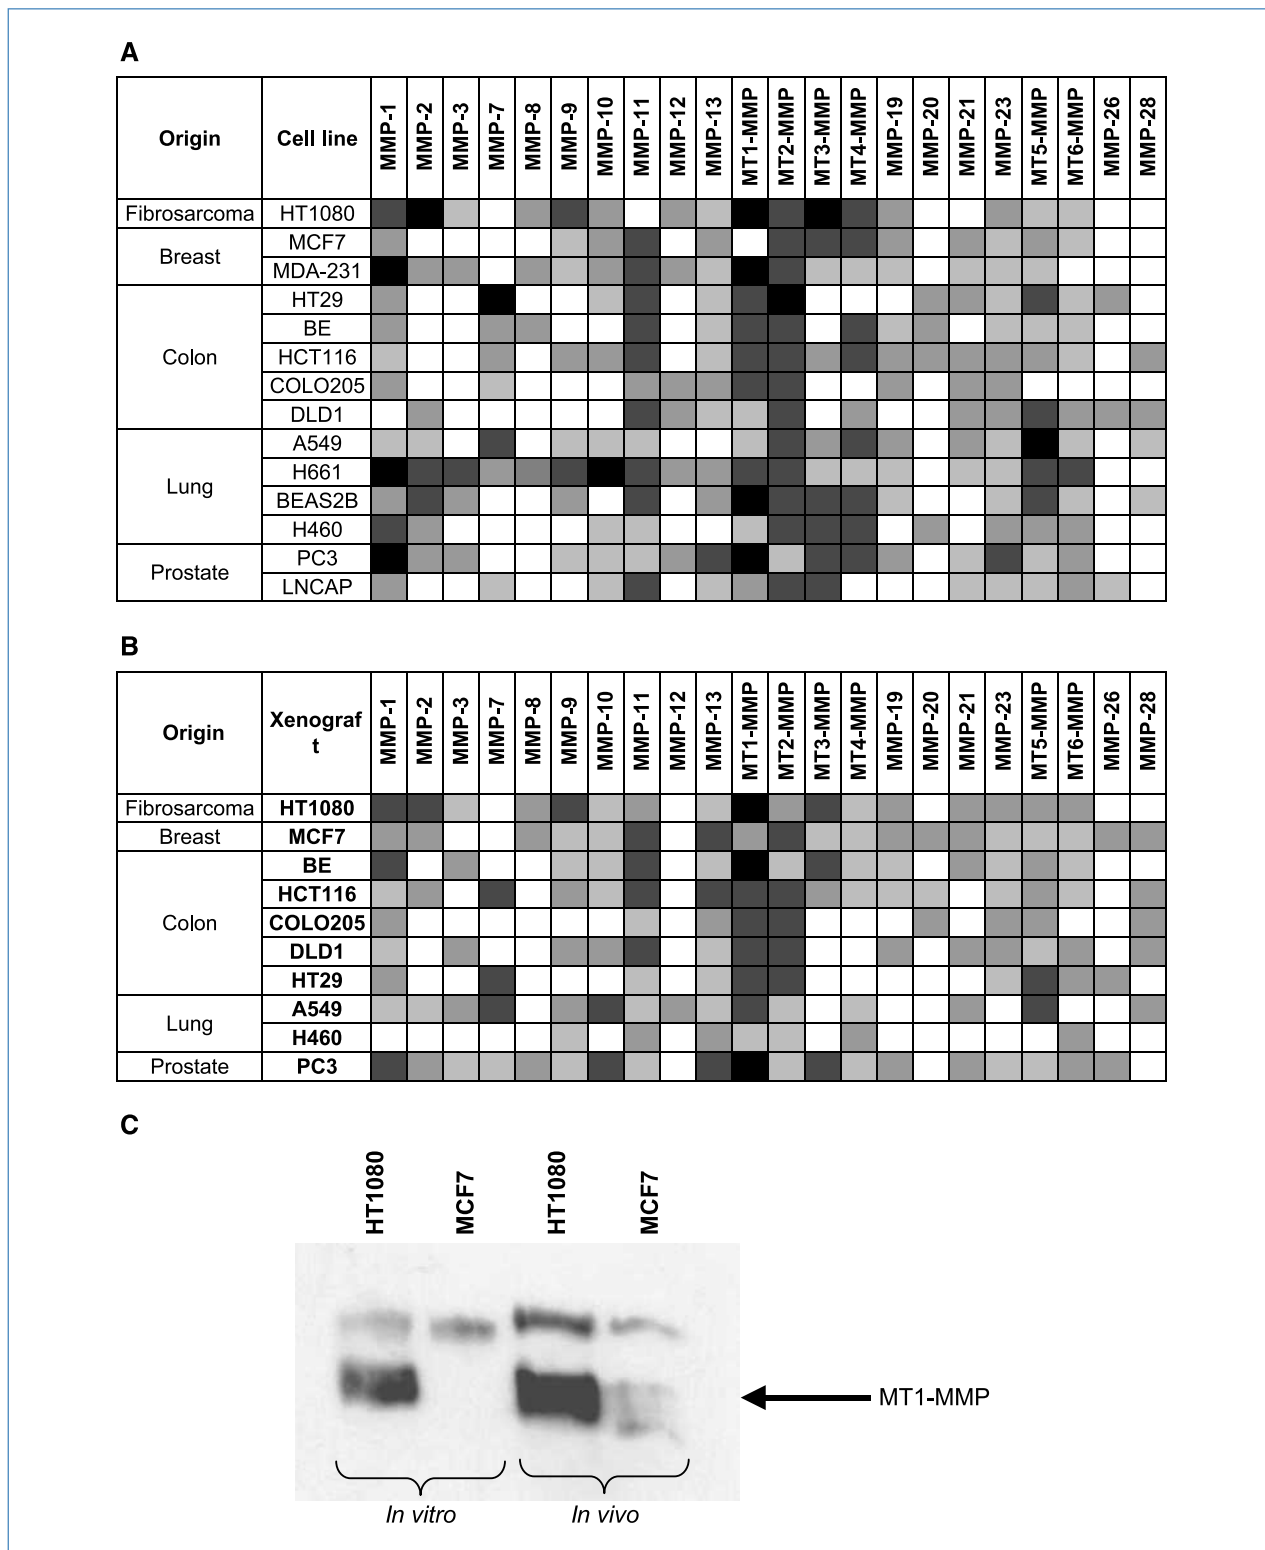 A
Origin Cell line MMP-1 MMP-2 MMP-3 MMP-7 MMP-8 MMP-9 MMP-10 MMP-11 MMP-12 MMP-13 MT1-MMP MT2-MMP MT3-MMP MT4-MMP MMP-19 MMP-20 MMP-21 MMP-23 MT5-MMP MT6-MMP MMP-26 MMP-28
Fibrosarcoma HT1080
Breast MCF7
MDA-231
Colon HT29
BE
HCT116
COLO205
DLD1
Lung A549
H661
BEAS2B
H460
Prostate PC3
LNCAP
B
Origin Xenograf
t MMP-1 MMP-2 MMP-3 MMP-7 MMP-8 MMP-9 MMP-10 MMP-11 MMP-12 MMP-13 MT1-MMP MT2-MMP MT3-MMP MT4-MMP MMP-19 MMP-20 MMP-21 MMP-23 MT5-MMP MT6-MMP MMP-26 MMP-28
Fibrosarcoma HT1080
Breast MCF7
Colon BE
HCT116
COLO205
DLD1
HT29
Lung A549
H460
Prostate PC3
C
HT1080 MCF7 HT1080 MCF7
MT1-MMP
In vitro In vivo